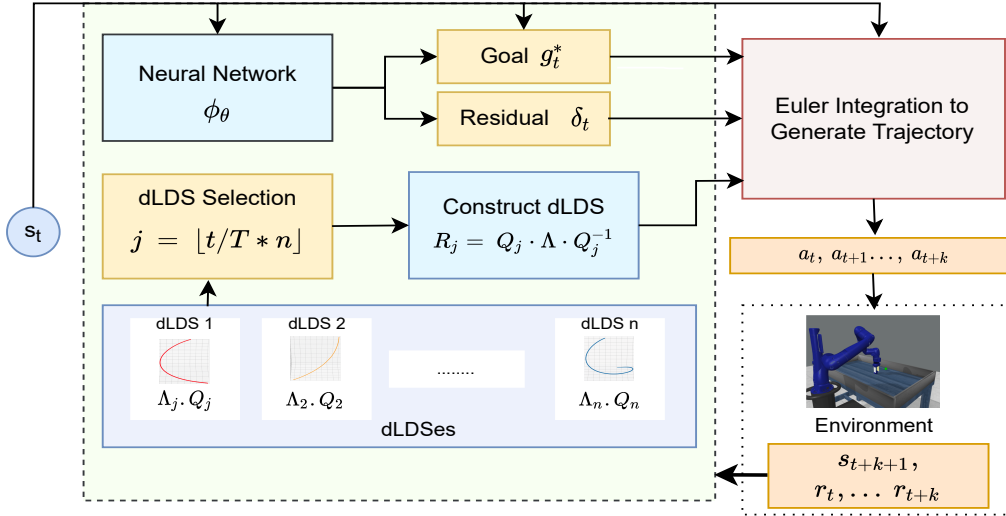 s_t
Neural Network
ϕ_θ
Goal g_t^*
Residual δ_t
Euler Integration to
Generate Trajectory
dLDS Selection
j = ⌊t/T * n⌋
Construct dLDS
R_j = Q_j · Λ · Q_j^{-1}
a_t, a_{t+1}..., a_{t+k}
dLDS 1
Λ_j. Q_j
dLDS 2
Λ_2. Q_2
........
dLDS n
Λ_n. Q_n
dLDSes
Environment
s_{t+k+1},
r_t, ... r_{t+k}